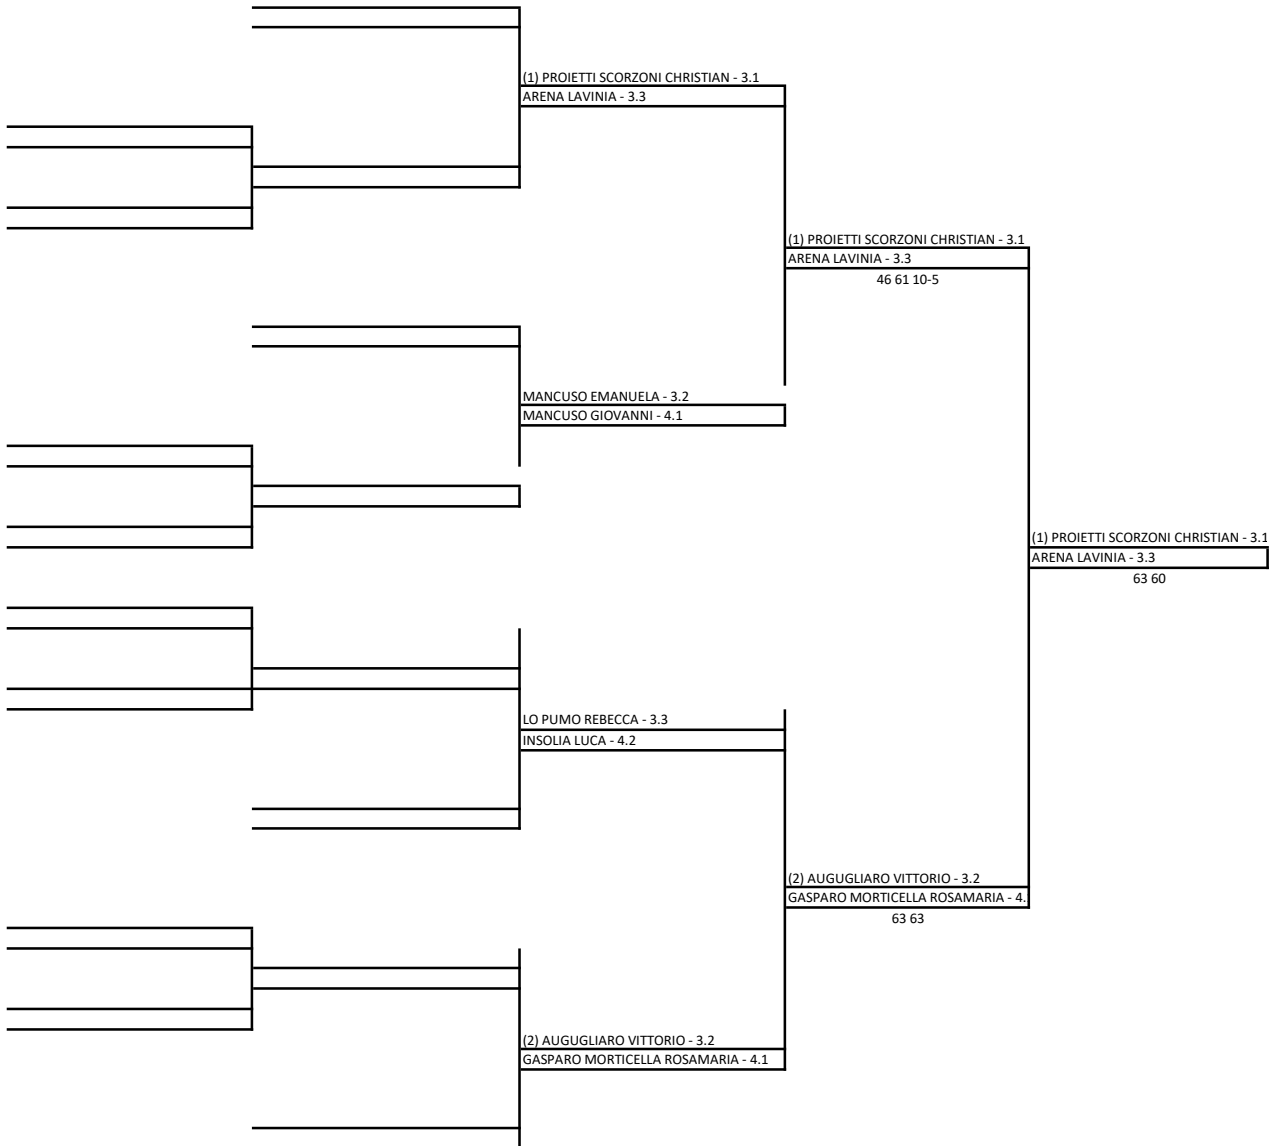 (1) PROIETTI SCORZONI CHRISTIAN - 3.1
ARENA LAVINIA - 3.3
(1) PROIETTI SCORZONI CHRISTIAN - 3.1
ARENA LAVINIA - 3.3
46 61 10-5
MANCUSO EMANUELA - 3.2
MANCUSO GIOVANNI - 4.1
(1) PROIETTI SCORZONI CHRISTIAN - 3.1
ARENA LAVINIA - 3.3
63 60
LO PUMO REBECCA - 3.3
INSOLIA LUCA - 4.2
(2) AUGUGLIARO VITTORIO - 3.2
GASPARO MORTICELLA ROSAMARIA - 4.
63 63
(2) AUGUGLIARO VITTORIO - 3.2
GASPARO MORTICELLA ROSAMARIA - 4.1